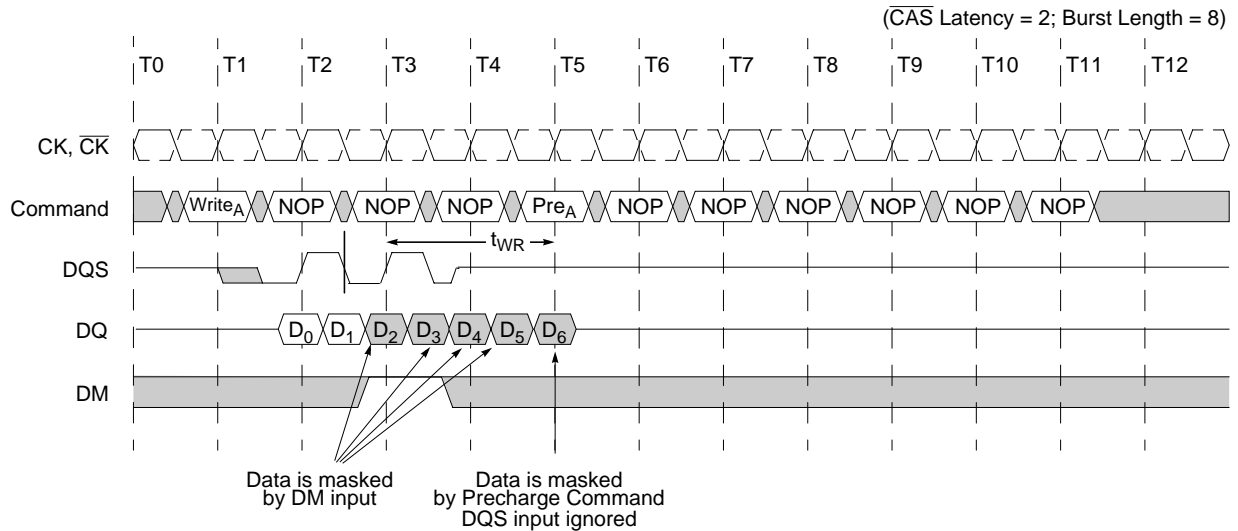 (CAS Latency = 2; Burst Length = 8)
T0 T1 T2 T3 T4 T5 T6 T7 T8 T9 T10 T11 T12
CK, CK
Command WriteA NOP NOP NOP PreA NOP NOP NOP NOP NOP NOP
tWR
DQS
DQ D0 D1 D2 D3 D4 D5 D6
DM
Data is masked
by DM input
Data is masked
by Precharge Command
DQS input ignored